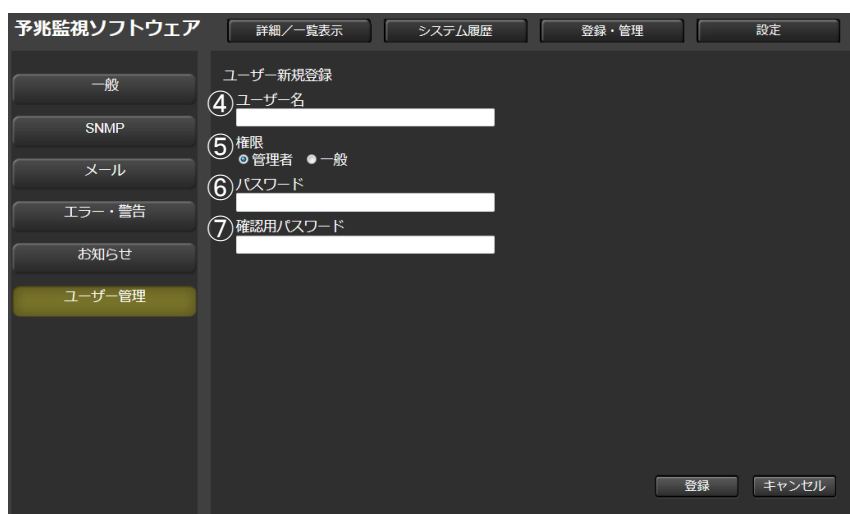 予兆監視ソフトウェア
詳細/一覧表示
システム履歴
登録・管理
設定
一般
SNMP
メール
エラー・警告
お知らせ
ユーザー管理
ユーザー新規登録
④ユーザー名
⑤権限
管理者 一般
⑥パスワード
⑦確認用パスワード
登録 キャンセル